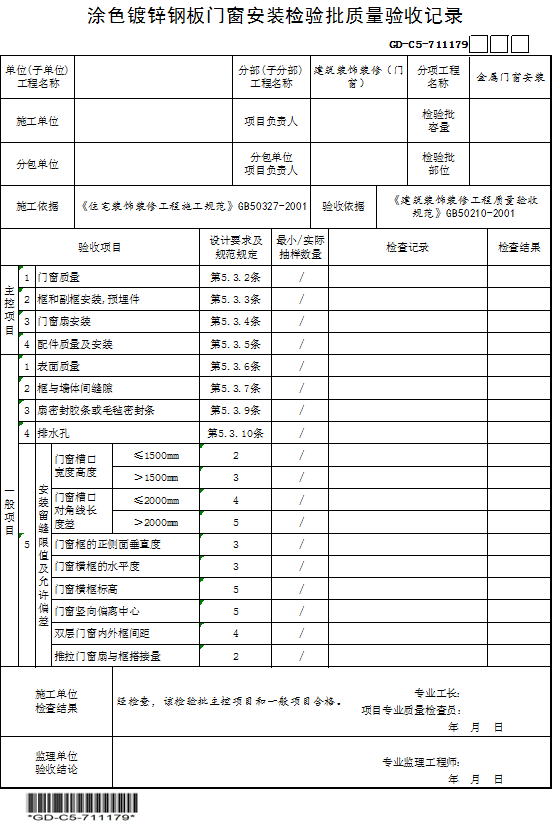 涂色镀锌钢板门窗安装检验批质量验收记录
GD-C5-711179
单位(子单位)
工程名称
分部(子分部)
工程名称
建筑装饰装修（门
窗）
分项工程
名称
金属门窗安装
施工单位
项目负责人
检验批
容量
分包单位
分包单位
项目负责人
检验批
部位
施工依据
《住宅装饰装修工程施工规范》GB50327-2001
验收依据
《建筑装饰装修工程质量验收
规范》GB50210-2001
验收项目
设计要求及
规范规定
最小/实际
抽样数量
检查记录
检查结果
主控项目
1 门窗质量 第5.3.2条 /
2 框和副框安装,预埋件 第5.3.3条 /
3 门窗扇安装 第5.3.4条 /
4 配件质量及安装 第5.3.5条 /
一般项目
1 表面质量 第5.3.6条 /
2 框与墙体间缝隙 第5.3.7条 /
3 扇密封胶条或毛毡密封条 第5.3.9条 /
4 排水孔 第5.3.10条 /
5
安装留缝限值及允许偏差
门窗槽口
宽度高度
≤1500mm 2 /
＞1500mm 3 /
门窗槽口
对角线长
度差
≤2000mm 4 /
＞2000mm 5 /
门窗框的正侧面垂直度 3 /
门窗横框的水平度 3 /
门窗横框标高 5 /
门窗竖向偏离中心 5 /
双层门窗内外框间距 4 /
推拉门窗扇与框搭接量 2 /
施工单位
检查结果
经检查，该检验批主控项目和一般项目合格。
专业工长:
项目专业质量检查员:
年 月 日
监理单位
验收结论
专业监理工程师:
年 月 日
*GD-C5-711179*